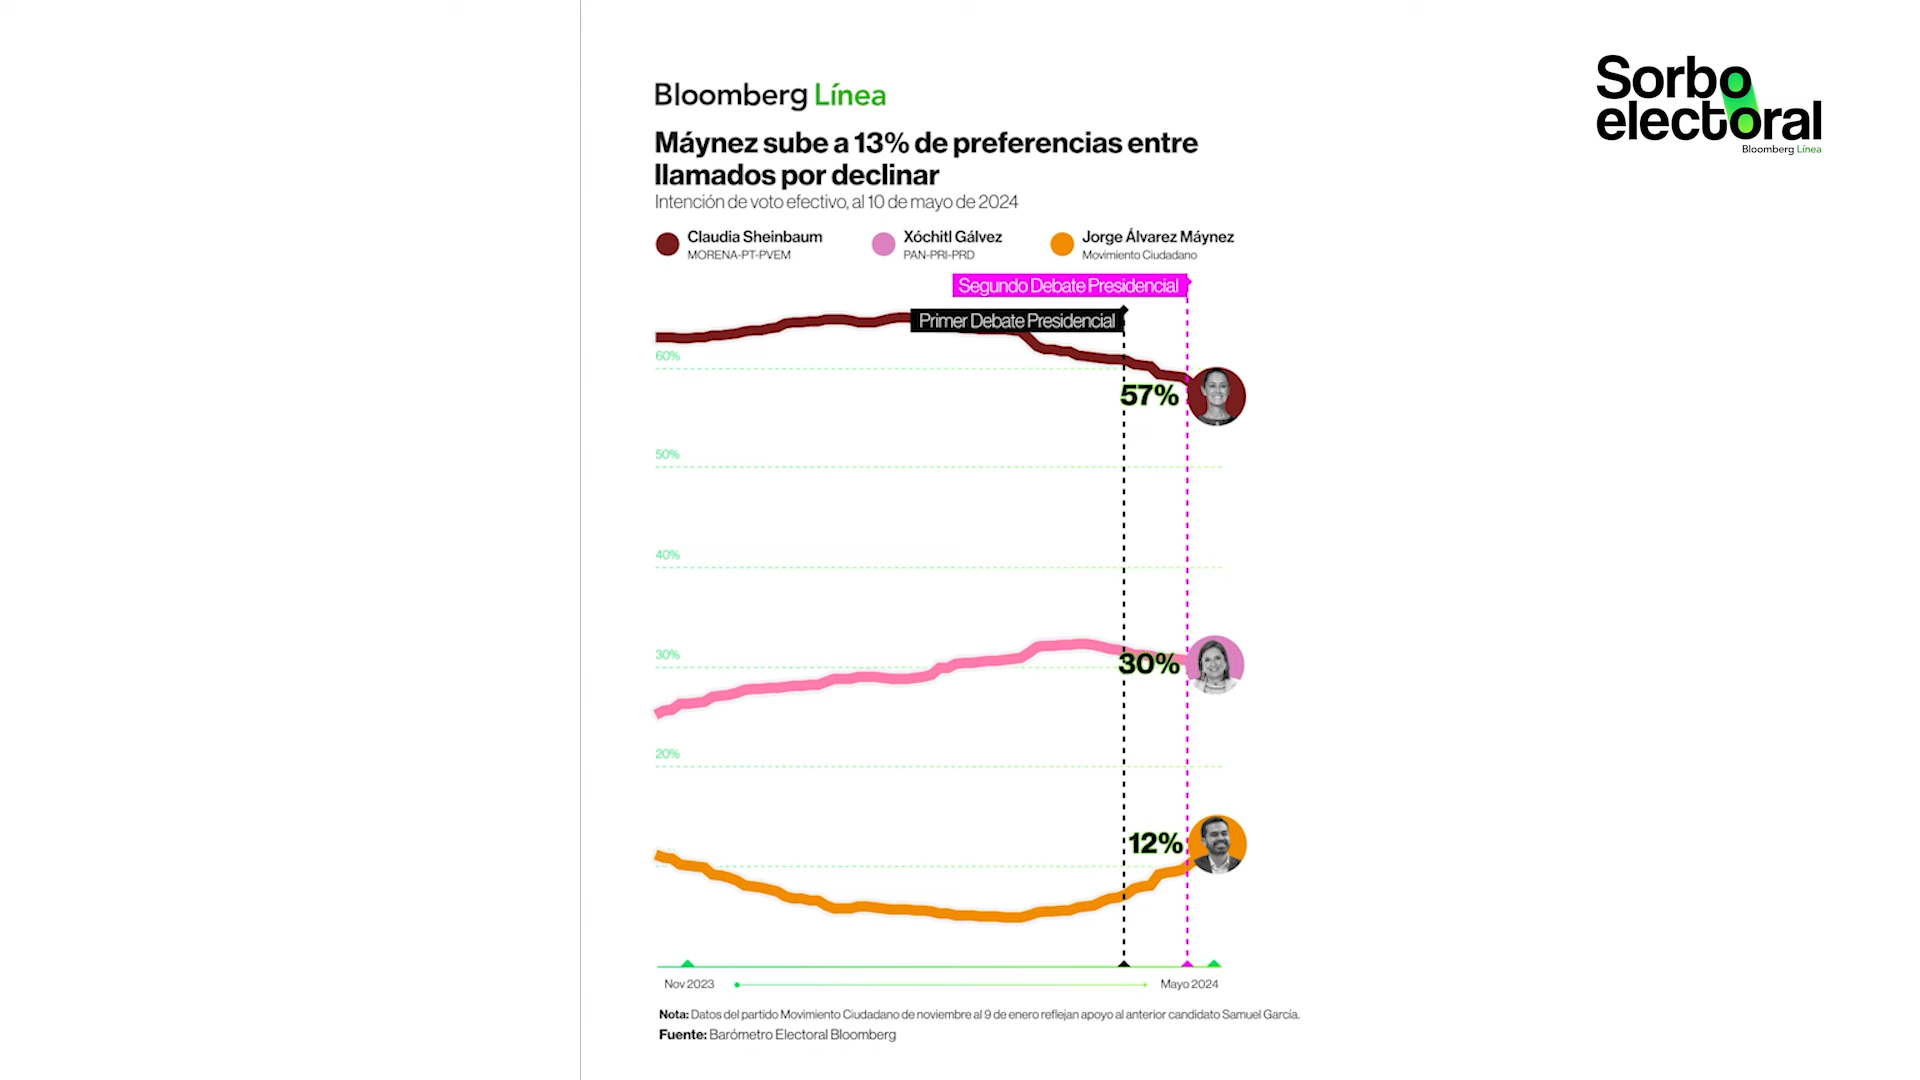 Sorbo
electoral
Bloomberg Línea
Bloomberg Línea
Máynez sube a 13% de preferencias entre
llamados por declinar
Intención de voto efectivo, al 10 de mayo de 2024
Claudia Sheinbaum
MORENA-PT-PVEM
Xóchitl Gálvez
PAN-PRI-PRD
Jorge Álvarez Máynez
Movimiento Ciudadano
Segundo Debate Presidencial
Primer Debate Presidencial
60%
57%
50%
40%
30%
30%
20%
12%
Nov 2023
Mayo 2024
Nota: Datos del partido Movimiento Ciudadano de noviembre al 9 de enero reflejan apoyo al anterior candidato Samuel García.
Fuente: Barómetro Electoral Bloomberg